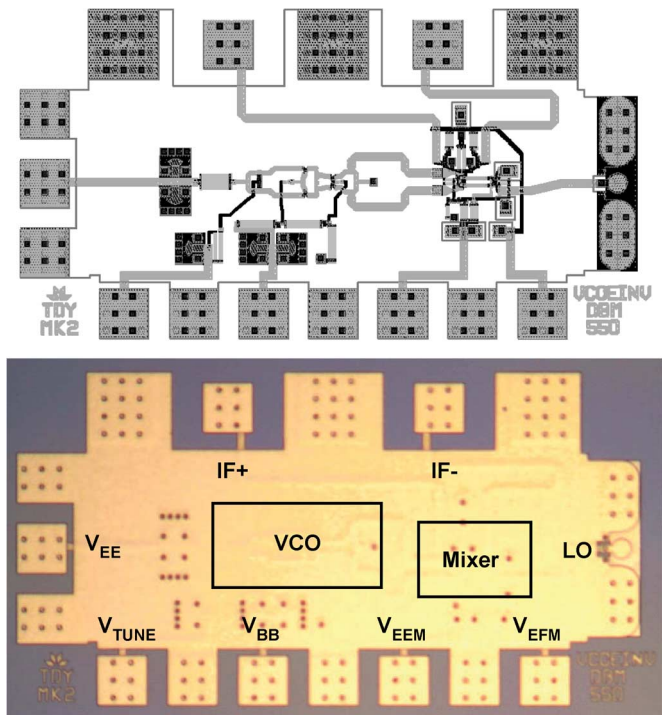 TDY
MK2
VCOEINV
DBM
550
IF+
IF-
VCO
Mixer
LO
VEE
VTUNE
VBB
VEEM
VEFM
TDY
MK2
VCOEINV
DBM
550